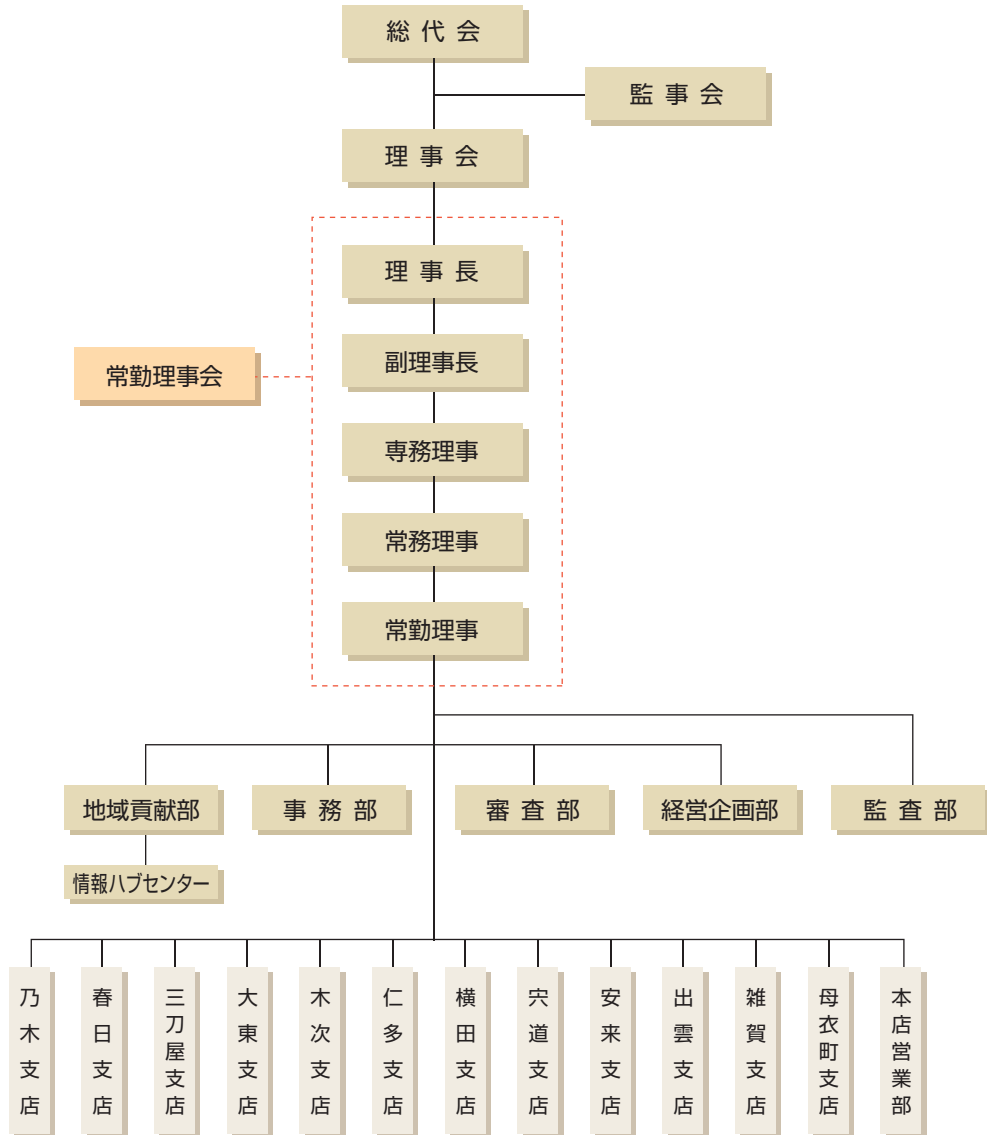 総代会
監事会
理事会
理事長
副理事長
常勤理事会
専務理事
常務理事
常勤理事
地域貢献部
事務部
審査部
経営企画部
監査部
情報ハブセンター
乃木支店
春日支店
三刀屋支店
大東支店
木次支店
仁多支店
横田支店
宍道支店
安来支店
出雲支店
雑賀支店
母衣町支店
本店営業部